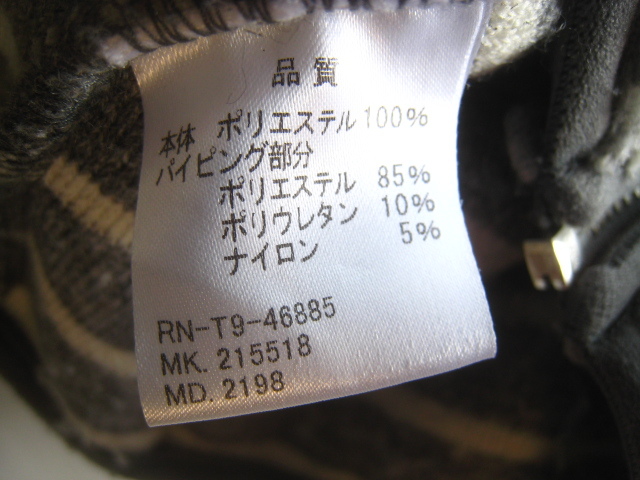 品質
本体 ポリエステル 100%
パイピング部分
ポリエステル 85%
ポリウレタン 10%
ナイロン 5%
RN-T9-46885
MK. 215518
MD. 2198